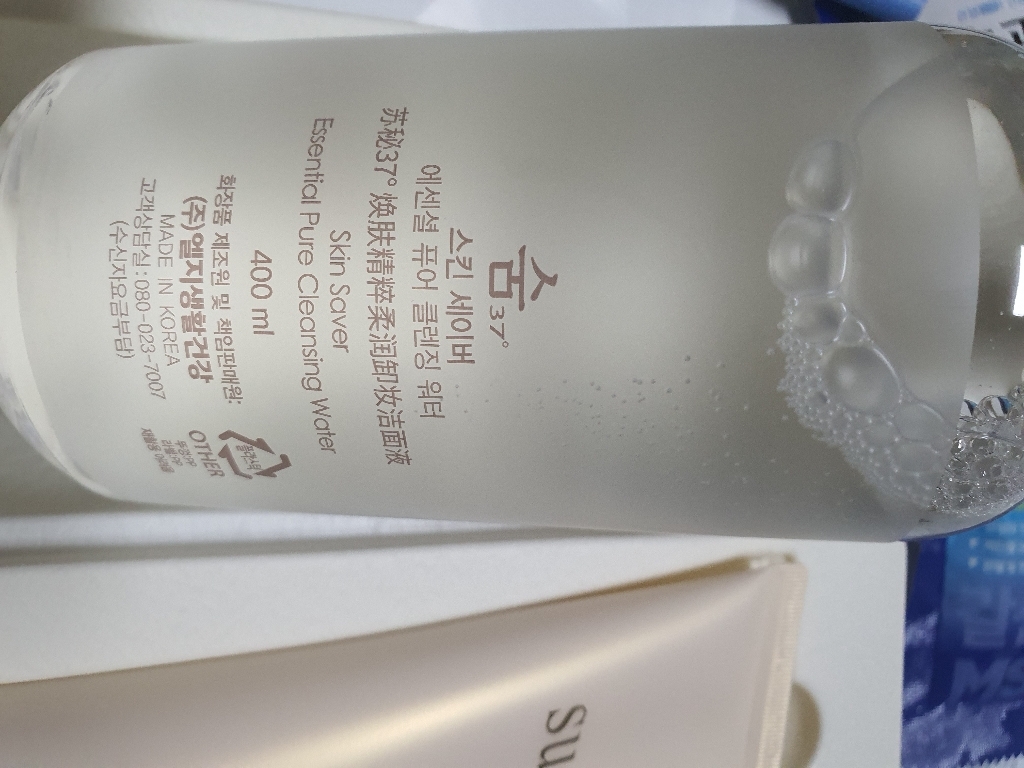 숨37°
스킨 세이버
에센셜 퓨어 클렌징 워터
苏秘37° 焕肤精粹柔润卸妆洁面液
Skin Saver
Essential Pure Cleansing Water
400 ml
화장품 제조원 및 책임판매원:
(주)엘지생활건강
MADE IN KOREA
고객상담실: 080-023-7007
(수신자요금부담)
OTHER
su